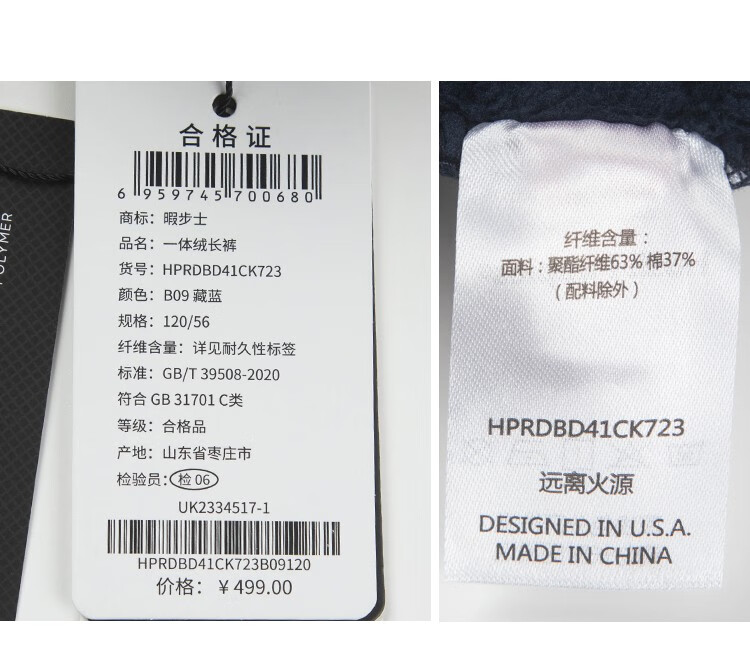 POLYMER
合格证
6 959745 700680
商标：暇步士
品名：一体绒长裤
货号：HPRDBD41CK723
颜色：B09 藏蓝
规格：120/56
纤维含量：详见耐久性标签
标准：GB/T 39508-2020
符合 GB 31701 C类
等级：合格品
产地：山东省枣庄市
检验员：检 06
UK2334517-1
HPRDBD41CK723B09120
价格：￥499.00
纤维含量：
面料：聚酯纤维63% 棉37%
（配料除外）
HPRDBD41CK723
远离火源
DESIGNED IN U.S.A.
MADE IN CHINA